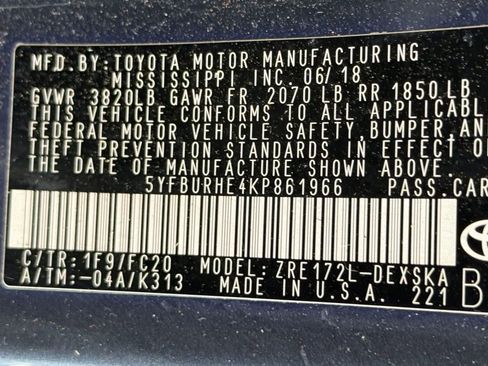 MFD.BY:TOYOTA MOTOR MANUFACTURING
MISSISSIPPI INC. 06/18
GVWR 3820LB GAWR FR 2070 LB RR 1850LB
THIS VEHICLE CONFORMS TO ALL APPLICABLE
FEDERAL MOTOR VEHICLE SAFETY,BUMPER,AN
THEFT PREVENTION STANDARDS IN EFFECT O
THE DATE OF MANUFACTURE SHOWN ABOVE.
5YFBURHE4KP861966 PASS.CAR
C/TR:1F9/FC20 MODEL:ZRE172L-DEXSKA
A/TM:-04A/K313 MADE IN U.S.A. 221 B